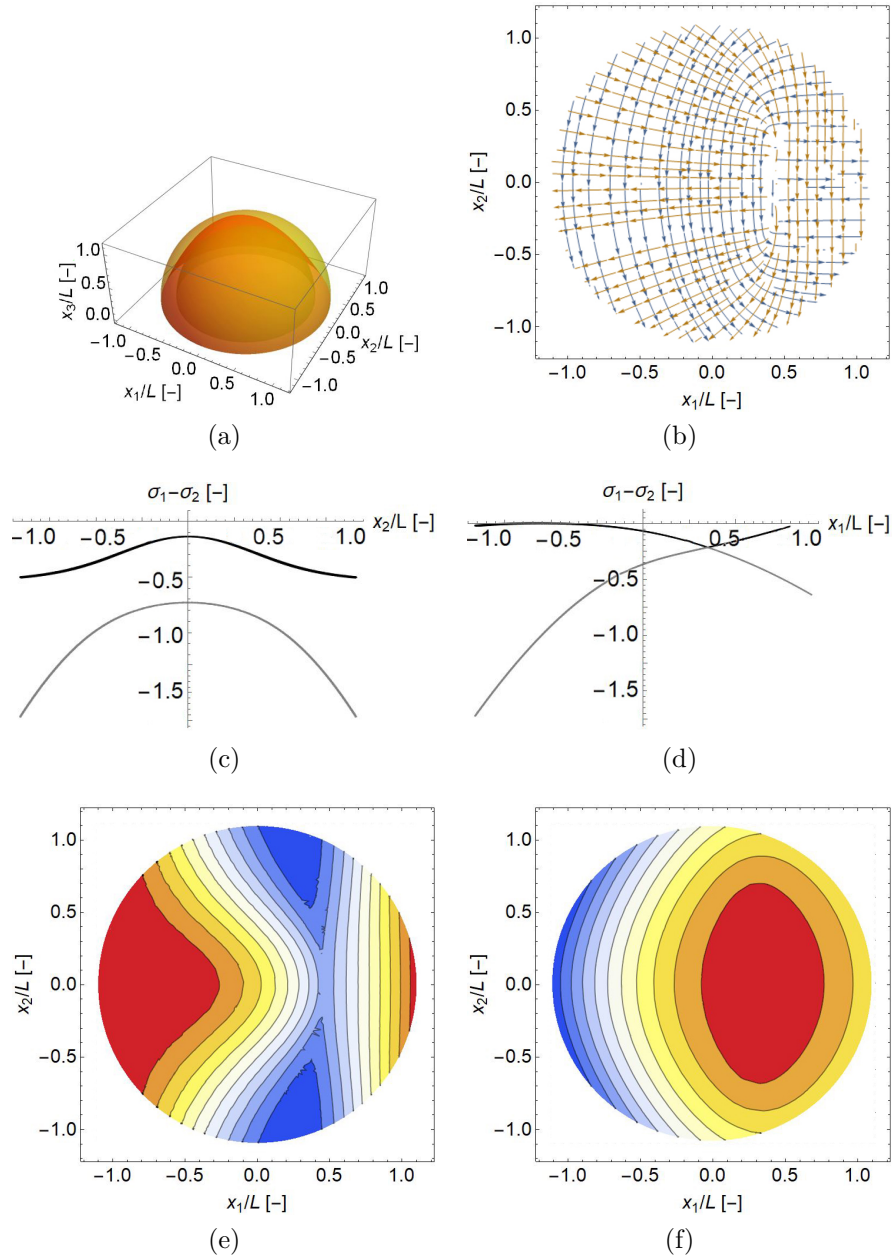 1.0
0.5
0.0
x₃/L [–]
−1.0
−0.5
0.0
0.5
1.0
x₁/L [–]
1.0
0.5
0.0
−0.5
−1.0
x₂/L [–]
(a)
1.0
0.5
0.0
−0.5
−1.0
x₂/L [–]
−1.0 −0.5 0.0 0.5 1.0
x₁/L [–]
(b)
σ₁−σ₂ [–]
x₂/L [–]
−1.0 −0.5 0.5 1.0
−0.5
−1.0
−1.5
(c)
σ₁−σ₂ [–]
x₁/L [–]
−1.0 −0.5 0.5 1.0
−0.5
−1.0
−1.5
(d)
1.0
0.5
0.0
−0.5
−1.0
x₂/L [–]
−1.0 −0.5 0.0 0.5 1.0
x₁/L [–]
(e)
1.0
0.5
0.0
−0.5
−1.0
x₂/L [–]
−1.0 −0.5 0.0 0.5 1.0
x₁/L [–]
(f)